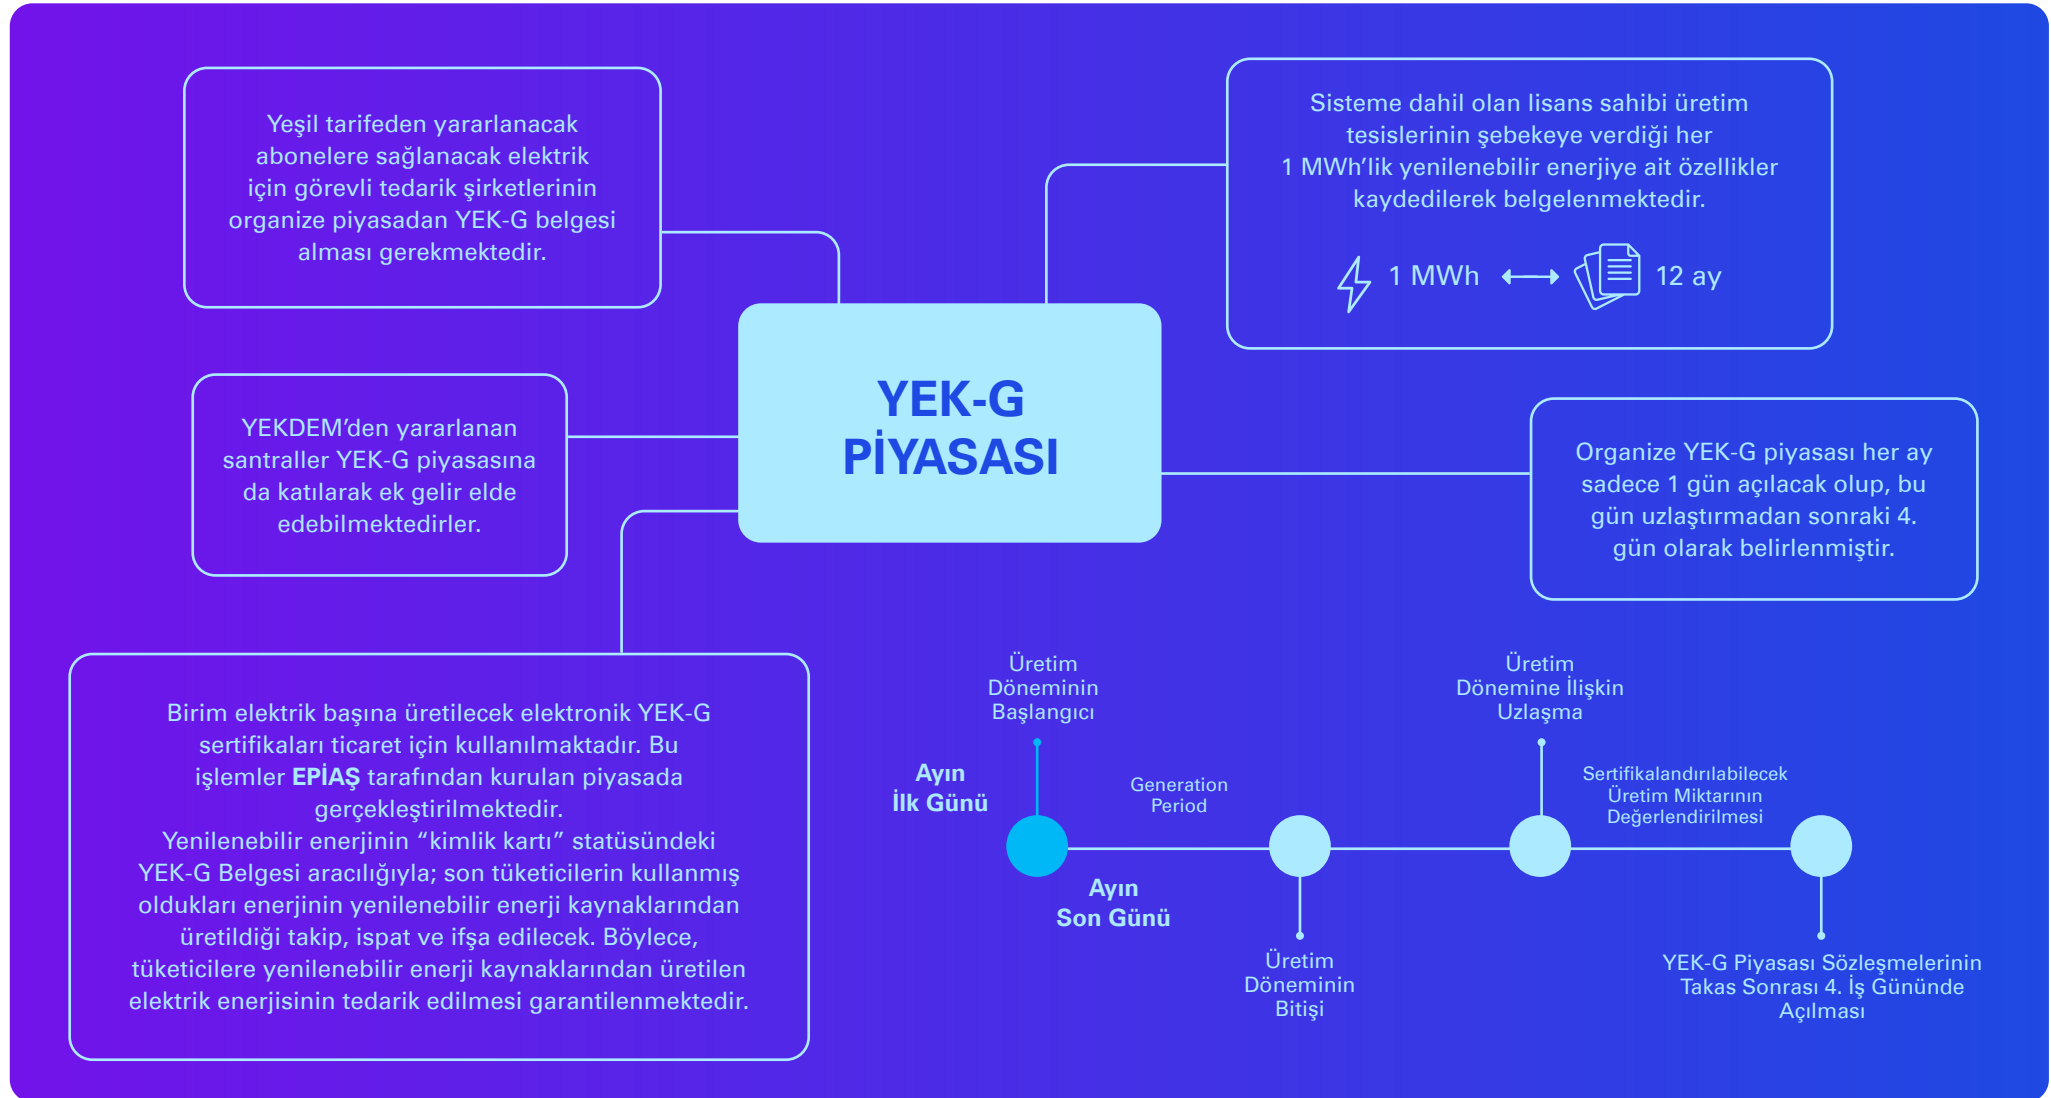 Yeşil tarifeden yararlanacak
abonelere sağlanacak elektrik
için görevli tedarik şirketlerinin
organize piyasadan YEK-G belgesi
alması gerekmektedir.
Sisteme dahil olan lisans sahibi üretim
tesislerinin şebekeye verdiği her
1 MWh’lik yenilenebilir enerjiye ait özellikler
kaydedilerek belgelenmektedir.
1 MWh
12 ay
YEK-G
PİYASASI
YEKDEM’den yararlanan
santraller YEK-G piyasasına
da katılarak ek gelir elde
edebilmektedirler.
Organize YEK-G piyasası her ay
sadece 1 gün açılacak olup, bu
gün uzlaştırmadan sonraki 4.
gün olarak belirlenmiştir.
Birim elektrik başına üretilecek elektronik YEK-G
sertifikaları ticaret için kullanılmaktadır. Bu
işlemler EPİAŞ tarafından kurulan piyasada
gerçekleştirilmektedir.
Yenilenebilir enerjinin “kimlik kartı” statüsündeki
YEK-G Belgesi aracılığıyla; son tüketicilerin kullanmış
oldukları enerjinin yenilenebilir enerji kaynaklarından
üretildiği takip, ispat ve ifşa edilecek. Böylece,
tüketicilere yenilenebilir enerji kaynaklarından üretilen
elektrik enerjisinin tedarik edilmesi garantilenmektedir.
Üretim
Döneminin
Başlangıcı
Ayın
İlk Günü
Generation
Period
Ayın
Son Günü
Üretim
Döneminin
Bitişi
Üretim
Dönemine İlişkin
Uzlaşma
Sertifikalandırılabilecek
Üretim Miktarının
Değerlendirilmesi
YEK-G Piyasası Sözleşmelerinin
Takas Sonrası 4. İş Gününde
Açılması